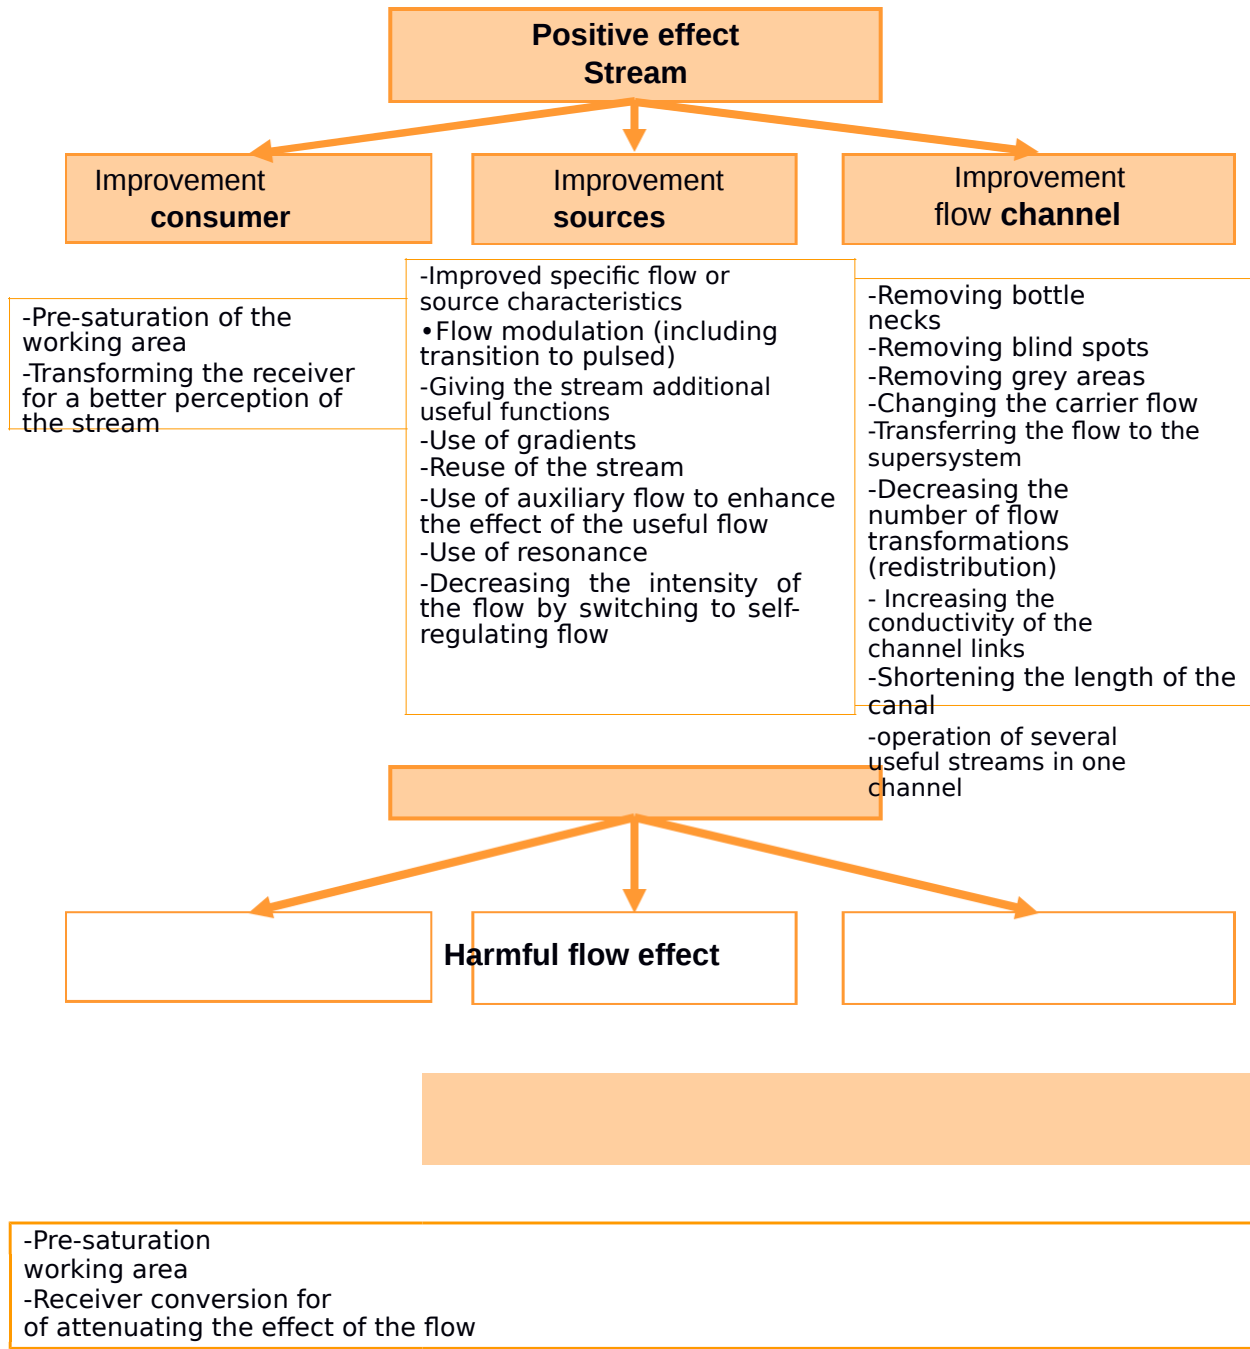 Positive effect
Stream
Improvement
consumer
Improvement
sources
Improvement
flow channel
-Pre-saturation of the
working area
-Transforming the receiver
for a better perception of
the stream
-Improved specific flow or
source characteristics
•Flow modulation (including
transition to pulsed)
-Giving the stream additional
useful functions
-Use of gradients
-Reuse of the stream
-Use of auxiliary flow to enhance
the effect of the useful flow
-Use of resonance
-Decreasing the intensity of
the flow by switching to self-
regulating flow
-Removing bottle
necks
-Removing blind spots
-Removing grey areas
-Changing the carrier flow
-Transferring the flow to the
supersystem
-Decreasing the
number of flow
transformations
(redistribution)
- Increasing the
conductivity of the
channel links
-Shortening the length of the
canal
-operation of several
useful streams in one
channel
Harmful flow effect
-Pre-saturation
working area
-Receiver conversion for
of attenuating the effect of the flow